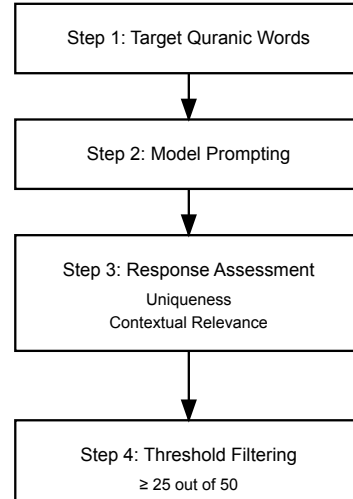 Step 1: Target Quranic Words
Step 2: Model Prompting
Step 3: Response Assessment
Uniqueness
Contextual Relevance
Step 4: Threshold Filtering
≥ 25 out of 50